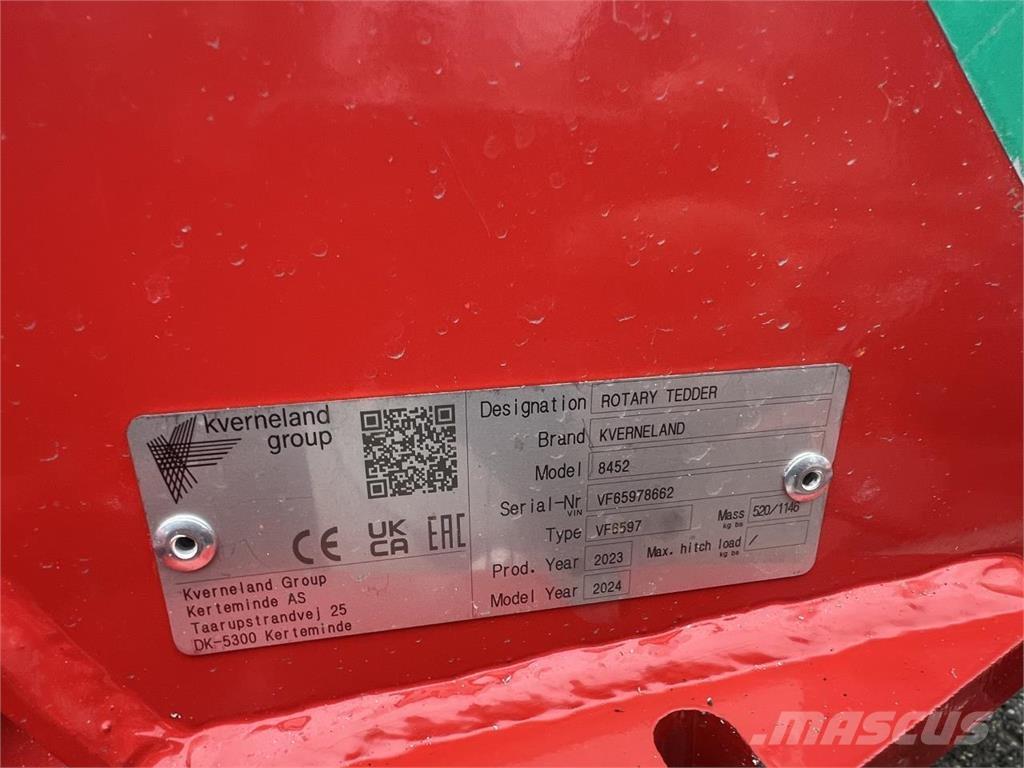 kverneland
group
CE UK CA EAC
Kverneland Group
Kerteminde AS
Taarupstrandvej 25
DK-5300 Kerteminde
Designation ROTARY TEDDER
Brand KVERNELAND
Model 8452
Serial-Nr VIN VF65978662
Type VF6597 Mass kg lbs 520/1146
Prod. Year 2023 Max. hitch load kg lbs /
Model Year 2024
MASCUS